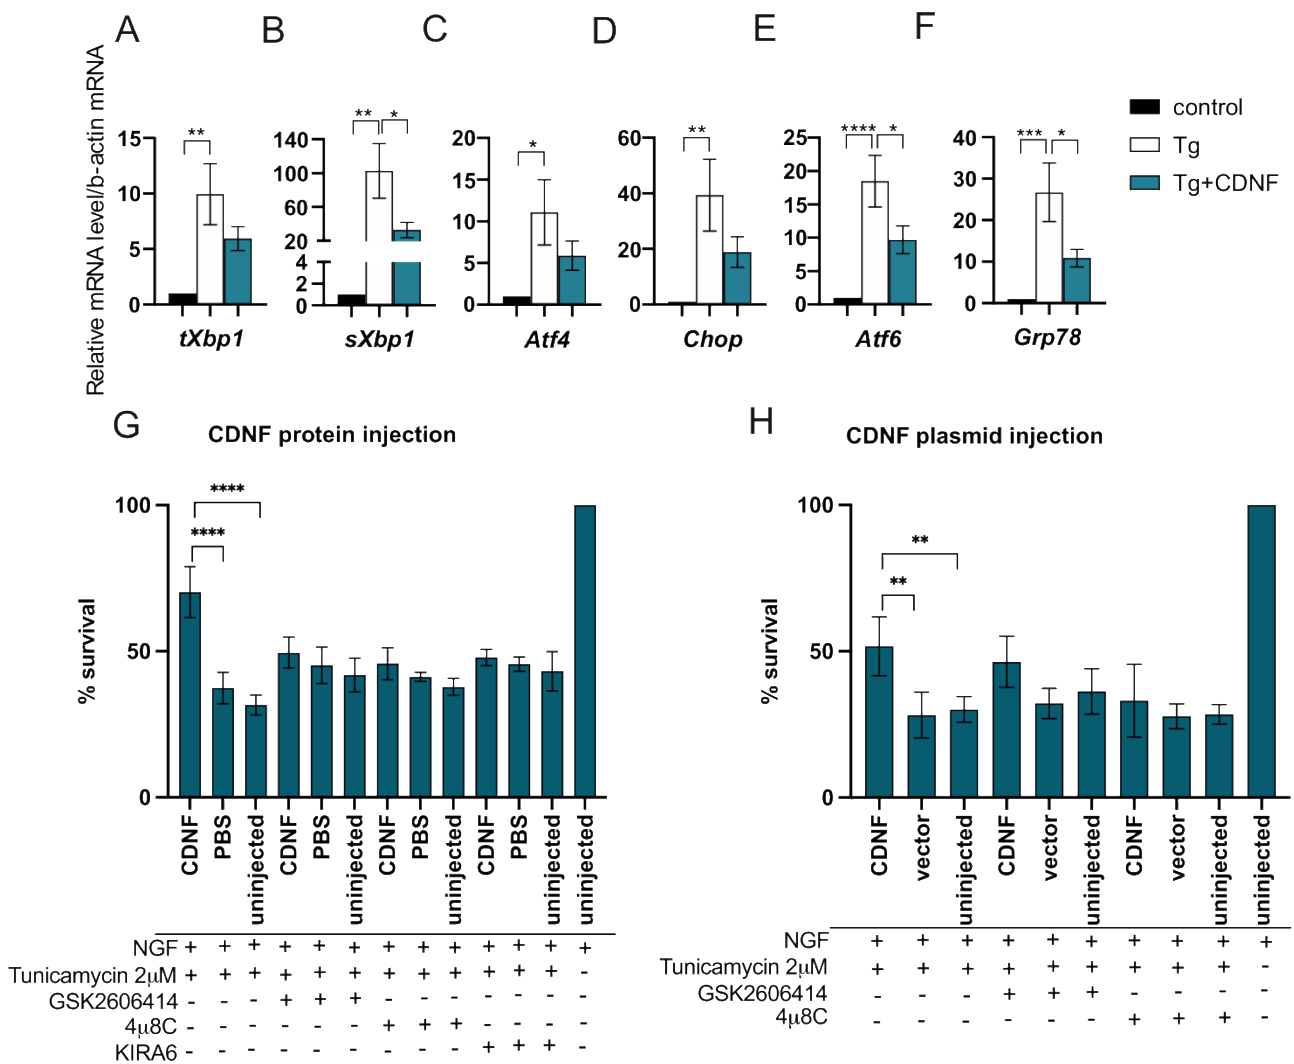 A B C D E F
Relative mRNA level/b-actin mRNA
control
Tg
Tg+CDNF
** 
15
10
5
0
tXbp1
** *
140
100
60
20
4
2
0
sXbp1
*
20
15
10
5
0
Atf4
**
60
40
20
0
Chop
**** *
25
20
15
10
5
0
Atf6
*** *
40
30
20
10
0
Grp78
G
CDNF protein injection
% survival
100
50
0
****
****
CDNF PBS uninjected CDNF PBS uninjected CDNF PBS uninjected CDNF PBS uninjected uninjected
NGF + + + + + + + + + + + + +
Tunicamycin 2μM + + + + + + + + + + + + -
GSK2606414 - - - + + + - - - - - - -
4μ8C - - - - - - + + + - - - -
KIRA6 - - - - - - - - - + + + -
H
CDNF plasmid injection
% survival
100
50
0
**
**
CDNF vector uninjected CDNF vector uninjected CDNF vector uninjected uninjected
NGF + + + + + + + + + +
Tunicamycin 2μM + + + + + + + + + -
GSK2606414 - - - + + + - - - -
4μ8C - - - - - - + + + -